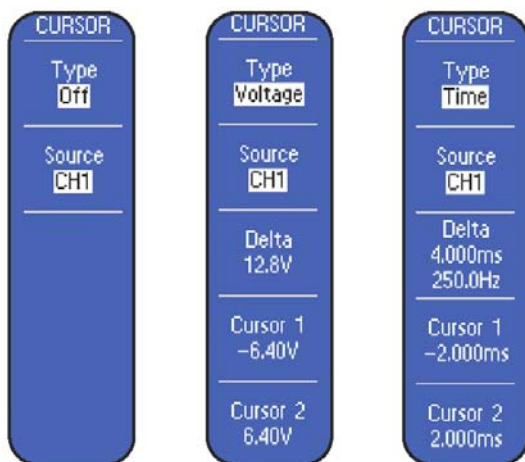 CURSOR
Type
Off
Source
CH1
CURSOR
Type
Voltage
Source
CH1
Delta
12.8V
Cursor 1
-6.40V
Cursor 2
6.40V
CURSOR
Type
Time
Source
CH1
Delta
4.000ms
250.0Hz
Cursor 1
-2.000ms
Cursor 2
2.000ms